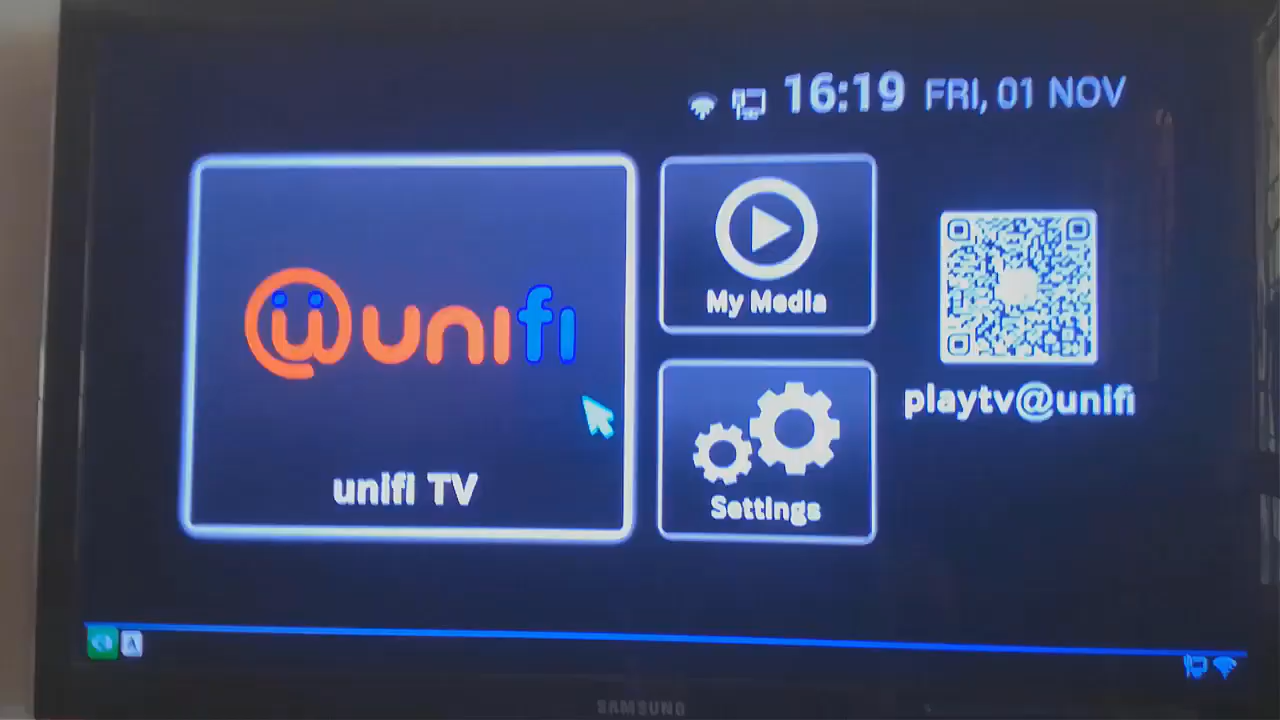 16:19 FRI, 01 NOV
unifi
unifi TV
My Media
Settings
playtv@unifi
A
SAMSUNG